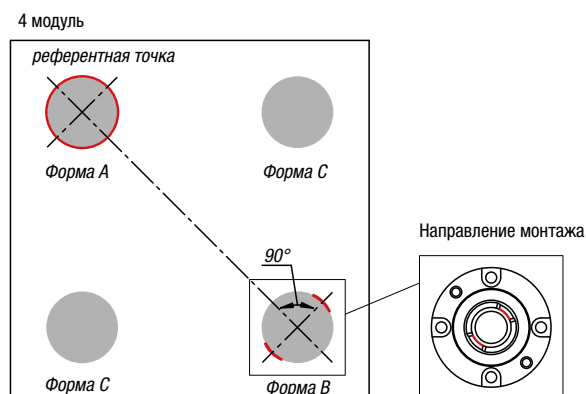 4 модуль
референтная точка
Форма A
Форма C
Направление монтажа
90°
Форма C
Форма B